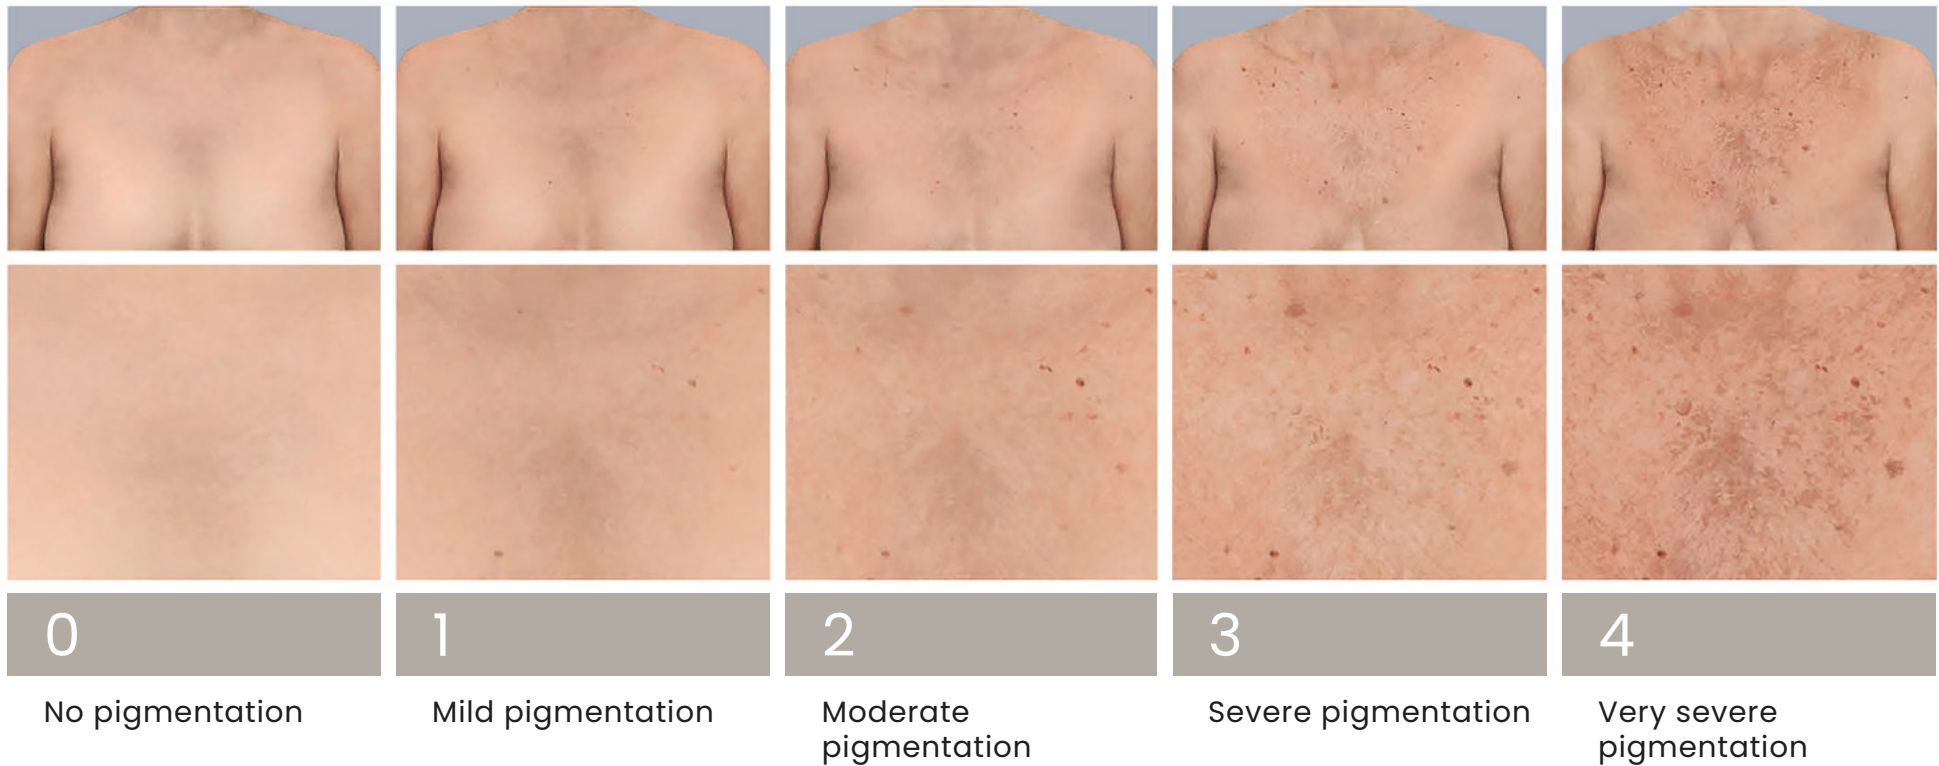 0
1
2
3
4
No pigmentation
Mild pigmentation
Moderate
pigmentation
Severe pigmentation
Very severe
pigmentation